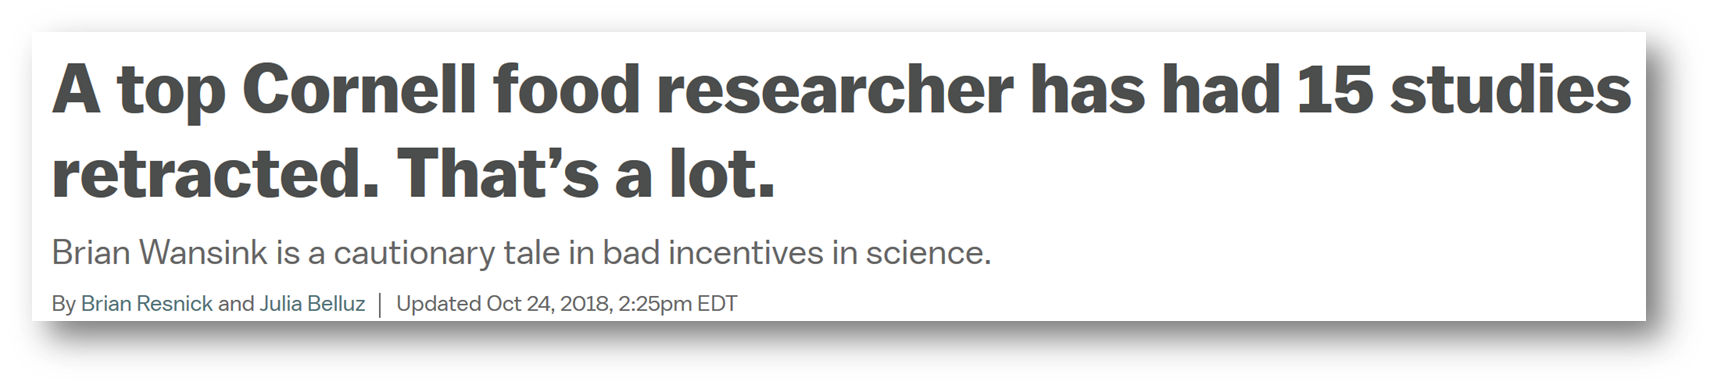 A top Cornell food researcher has had 15 studies
retracted. That’s a lot.
Brian Wansink is a cautionary tale in bad incentives in science.
By Brian Resnick and Julia Belluz | Updated Oct 24, 2018, 2:25pm EDT